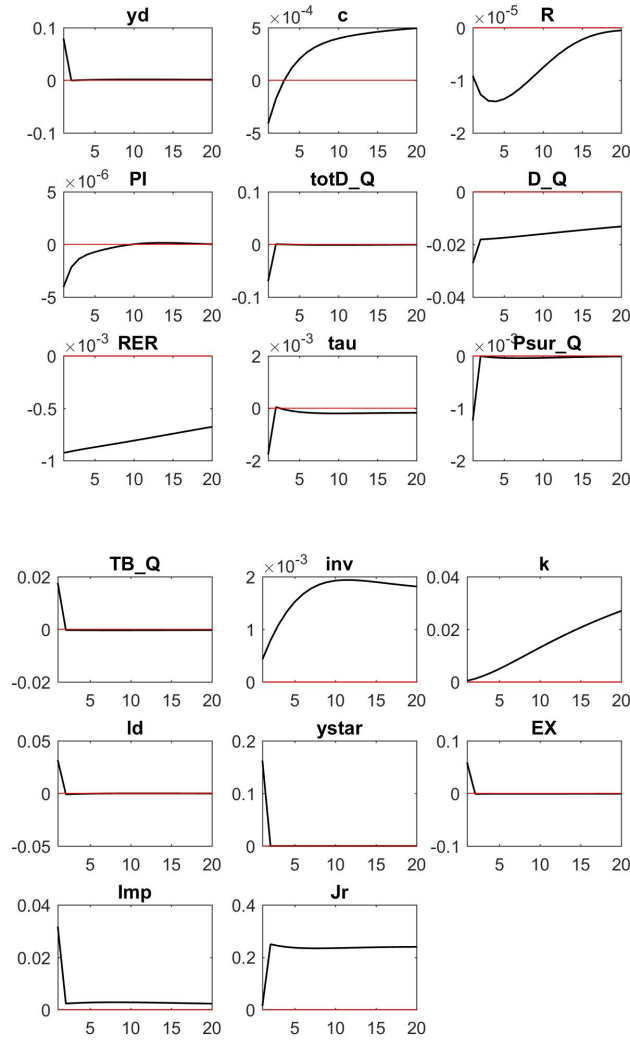 yd
c
R
0.1
0
-0.1
5 10 15 20
×10-4
5
0
-5
5 10 15 20
×10-5
0
-1
-2
5 10 15 20
PI
totD_Q
D_Q
×10-6
5
0
-5
5 10 15 20
0.1
0
-0.1
5 10 15 20
0
-0.02
-0.04
5 10 15 20
RER
tau
Psur_Q
×10-3
0
-0.5
-1
5 10 15 20
×10-3
2
0
-2
5 10 15 20
×10-3
0
-1
-2
5 10 15 20
TB_Q
inv
k
0.02
0
-0.02
5 10 15 20
×10-3
2
1
0
5 10 15 20
0.04
0.02
0
5 10 15 20
ld
ystar
EX
0.05
0
-0.05
5 10 15 20
0.2
0.1
0
5 10 15 20
0.1
0
-0.1
5 10 15 20
Imp
Jr
0.04
0.02
0
5 10 15 20
0.4
0.2
0
5 10 15 20